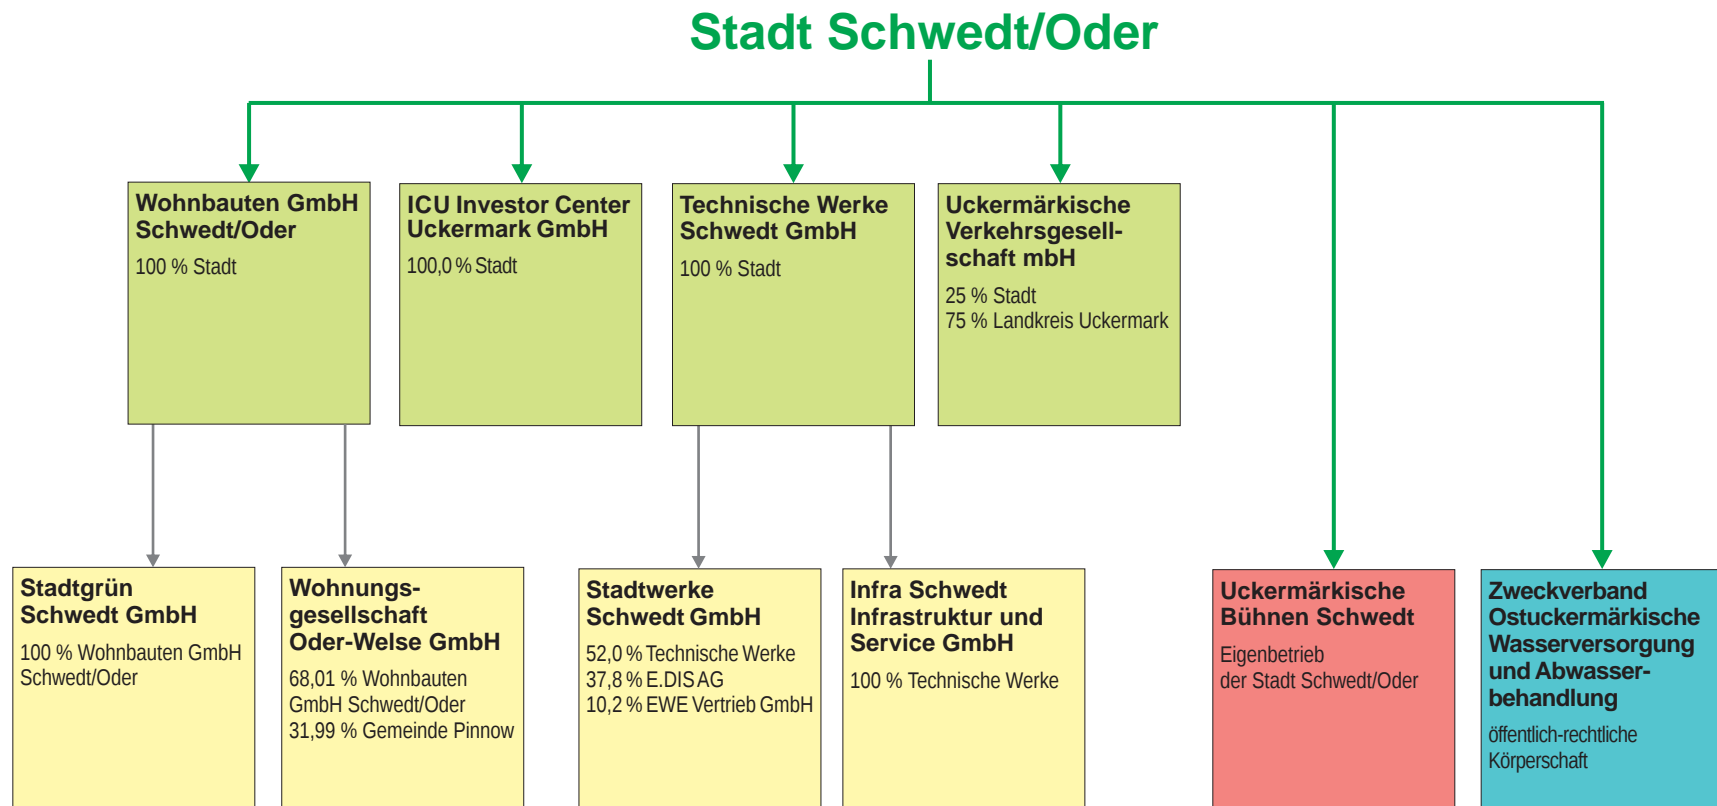 Stadt Schwedt/Oder
Wohnbauten GmbH
Schwedt/Oder
100 % Stadt
ICU Investor Center
Uckermark GmbH
100,0 % Stadt
Technische Werke
Schwedt GmbH
100 % Stadt
Uckermärkische
Verkehrsgesell-
schaft mbH
25 % Stadt
75 % Landkreis Uckermark
Stadtgrün
Schwedt GmbH
100 % Wohnbauten GmbH
Schwedt/Oder
Wohnungs-
gesellschaft
Oder-Welse GmbH
68,01 % Wohnbauten
GmbH Schwedt/Oder
31,99 % Gemeinde Pinnow
Stadtwerke
Schwedt GmbH
52,0 % Technische Werke
37,8 % E.DIS AG
10,2 % EWE Vertrieb GmbH
Infra Schwedt
Infrastruktur und
Service GmbH
100 % Technische Werke
Uckermärkische
Bühnen Schwedt
Eigenbetrieb
der Stadt Schwedt/Oder
Zweckverband
Ostuckermärkische
Wasserversorgung
und Abwasser-
behandlung
öffentlich-rechtliche
Körperschaft